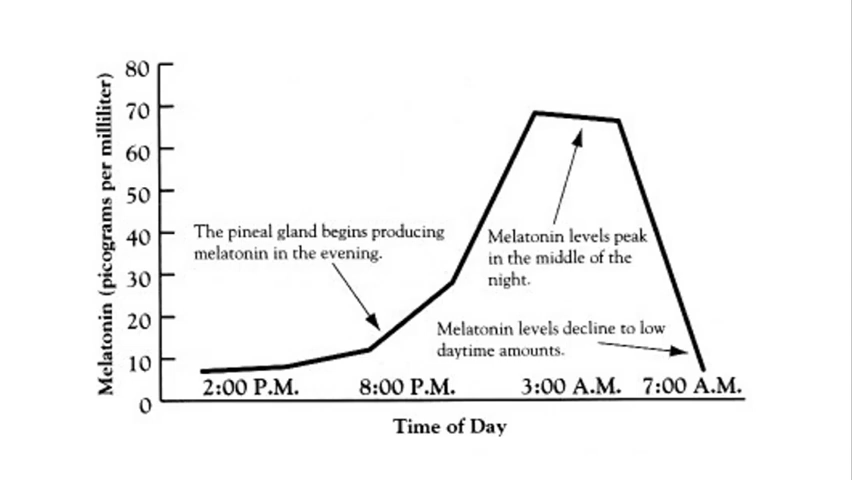 Melatonin (picograms per milliliter)
80
70
60
50
40
30
20
10
0
The pineal gland begins producing
melatonin in the evening.
Melatonin levels peak
in the middle of the
night.
Melatonin levels decline to low
daytime amounts.
2:00 P.M. 8:00 P.M. 3:00 A.M. 7:00 A.M.
Time of Day